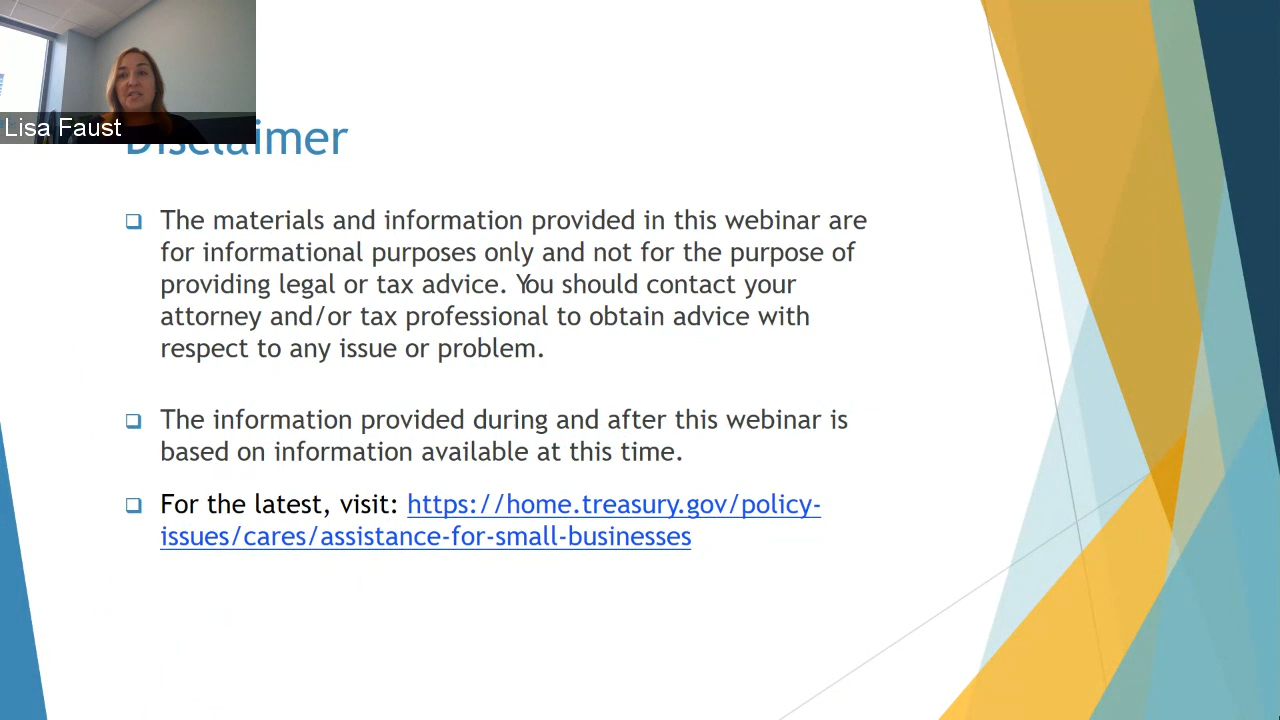 Lisa Faust
Disclaimer
❑ The materials and information provided in this webinar are
for informational purposes only and not for the purpose of
providing legal or tax advice. You should contact your
attorney and/or tax professional to obtain advice with
respect to any issue or problem.
❑ The information provided during and after this webinar is
based on information available at this time.
❑ For the latest, visit: https://home.treasury.gov/policy-
issues/cares/assistance-for-small-businesses